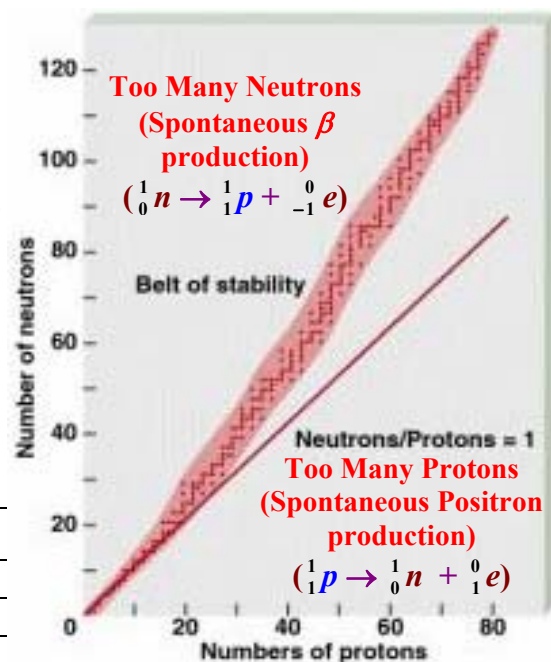 120
Too Many Neutrons
(Spontaneous β
production)
(¹₀n → ¹₁p + ⁰₋₁e)
100
80
Belt of stability
60
Number of neutrons
40
Neutrons/Protons = 1
Too Many Protons
(Spontaneous Positron
production)
(¹₁p → ¹₀n + ⁰₁e)
20
0 20 40 60 80
Numbers of protons